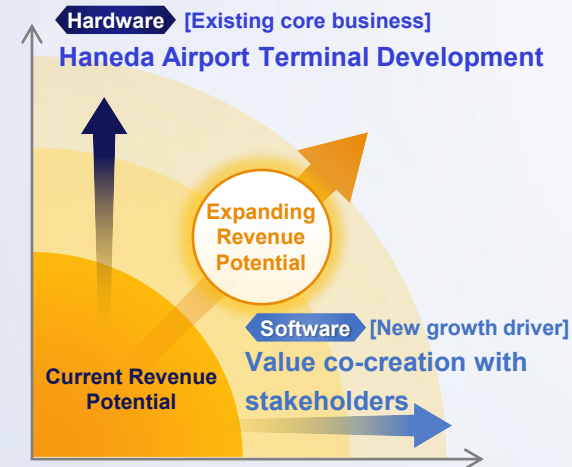 Hardware [Existing core business]
Haneda Airport Terminal Development
Expanding
Revenue
Potential
Software [New growth driver]
Value co-creation with
stakeholders
Current Revenue
Potential